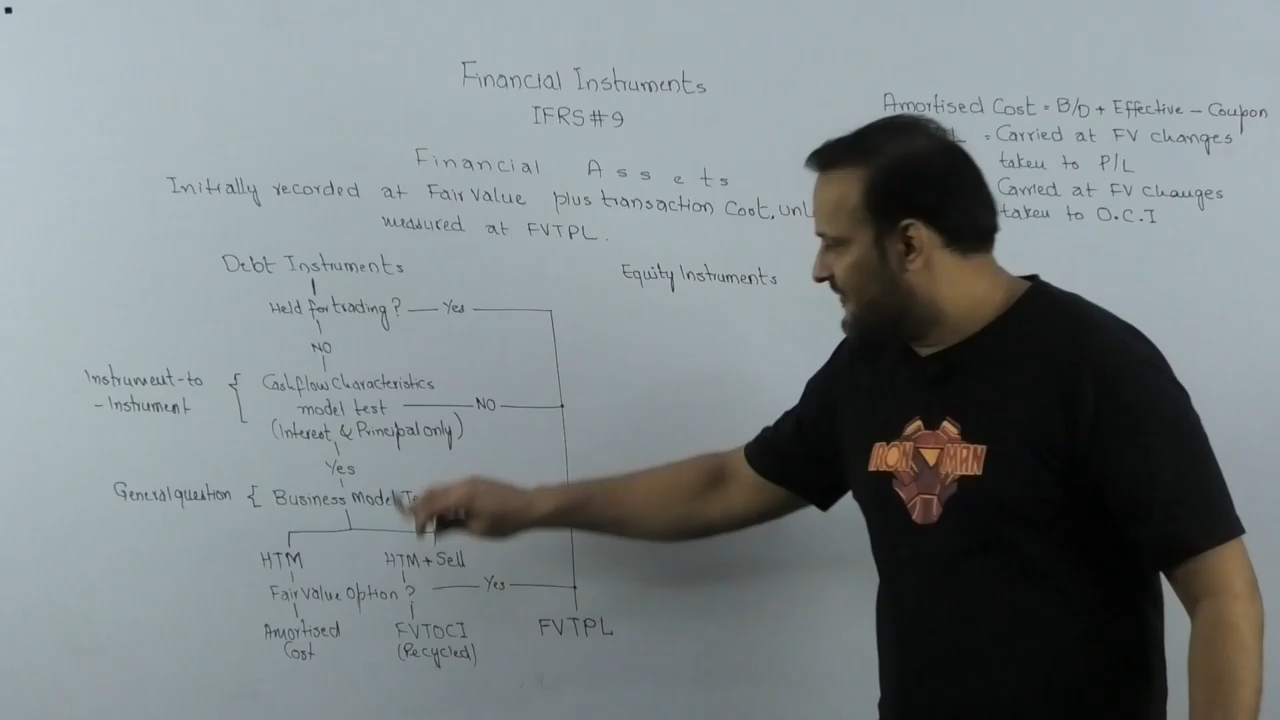 Financial Instruments
IFRS#9
Amortised Cost = B/D + Effective - Coupon
= Carried at FV changes
taken to P/L
Carried at FV changes
taken to O.C.I
Financial Assets
Initially recorded at Fair Value plus transaction Cost,
measured at FVTPL.
Debt Instruments
Equity Instruments
Held for trading? Yes
NO
Instrument-to
-Instrument
Cashflow Characteristics
model test NO
(Interest & Principal only)
Yes
General question { Business model
HTM HTM + Sell
Fair Value Option? Yes
Amortised
Cost
FVTOCI
(Recycled)
FVTPL
IRON MAN